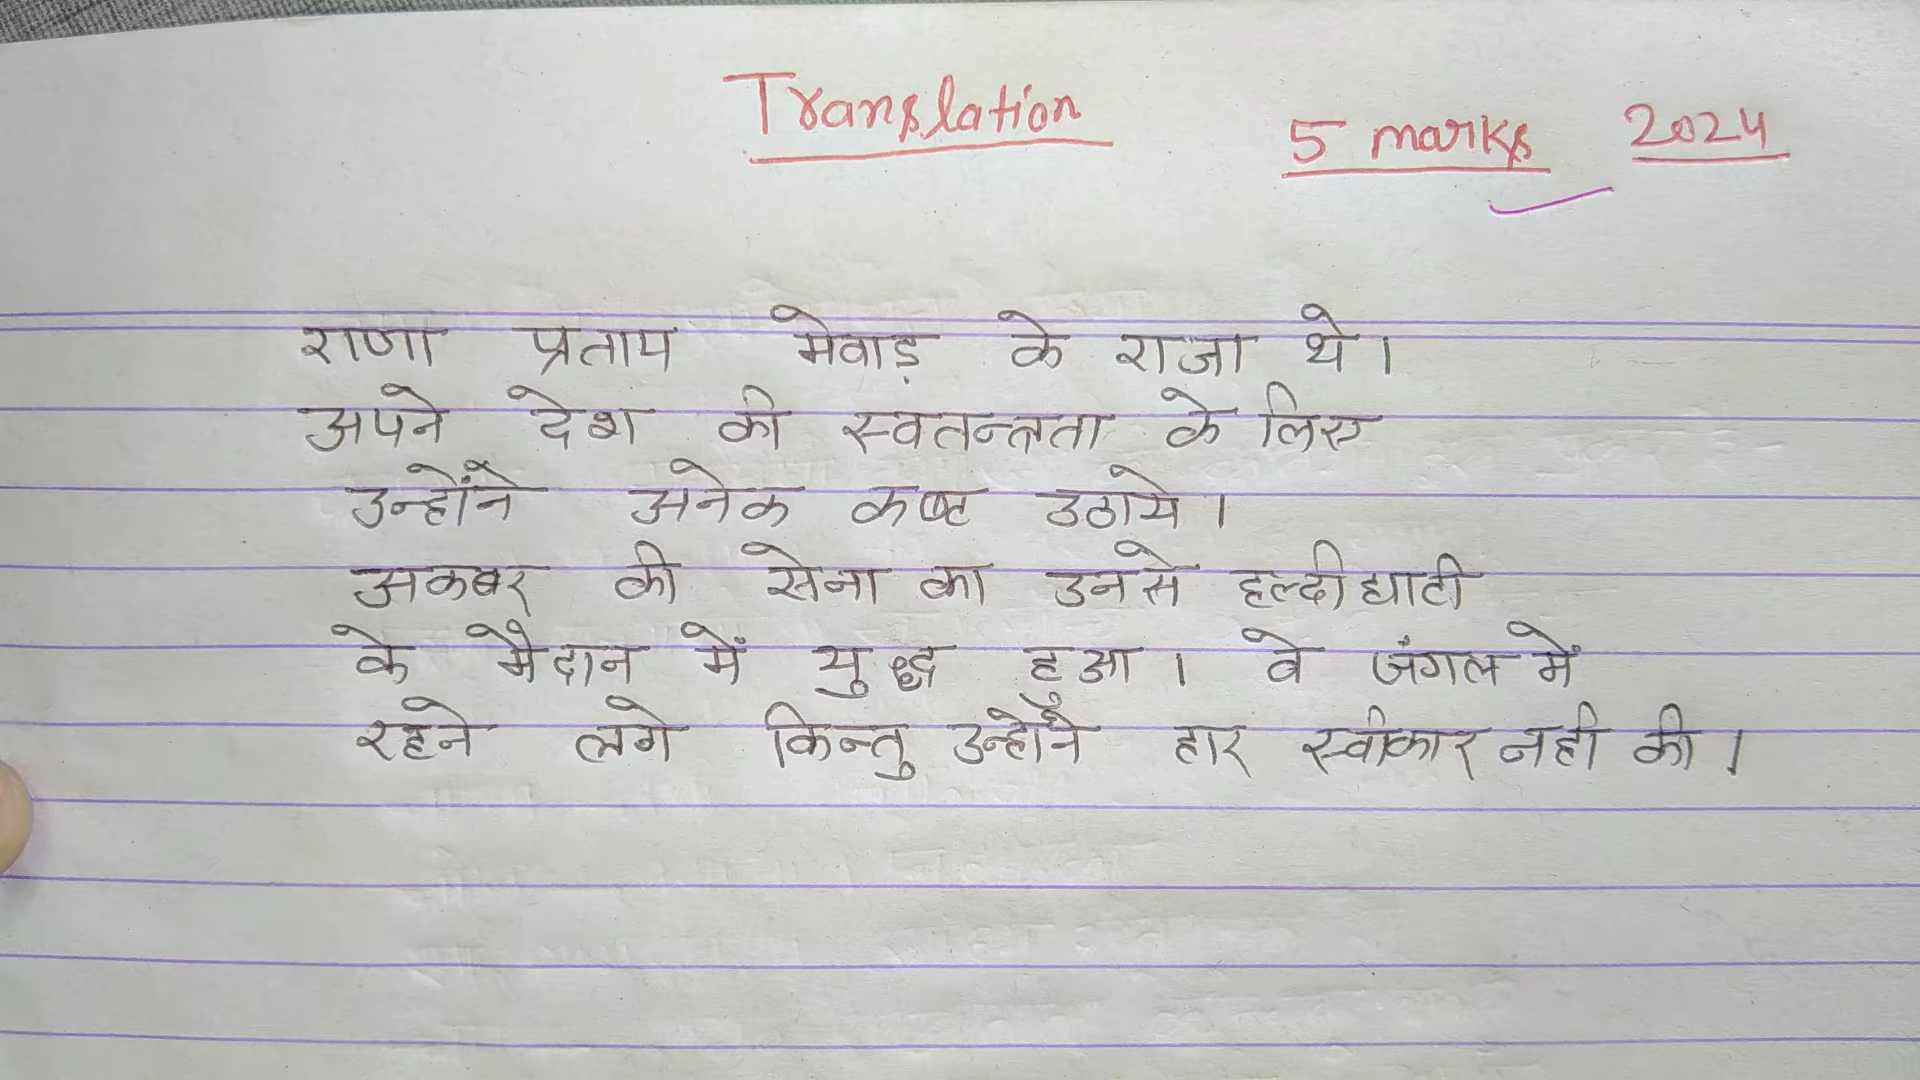 Translation
5 marks 2024
राणा प्रताप मेवाड़ के राजा थे।
अपने देश की स्वतन्त्रता के लिए
उन्होंने अनेक कष्ट उठाये।
अकबर की सेना का उनसे हल्दीघाटी
के मैदान में युद्ध हुआ। वे जंगल में
रहने लगे किन्तु उन्होंने हार स्वीकार नही की।